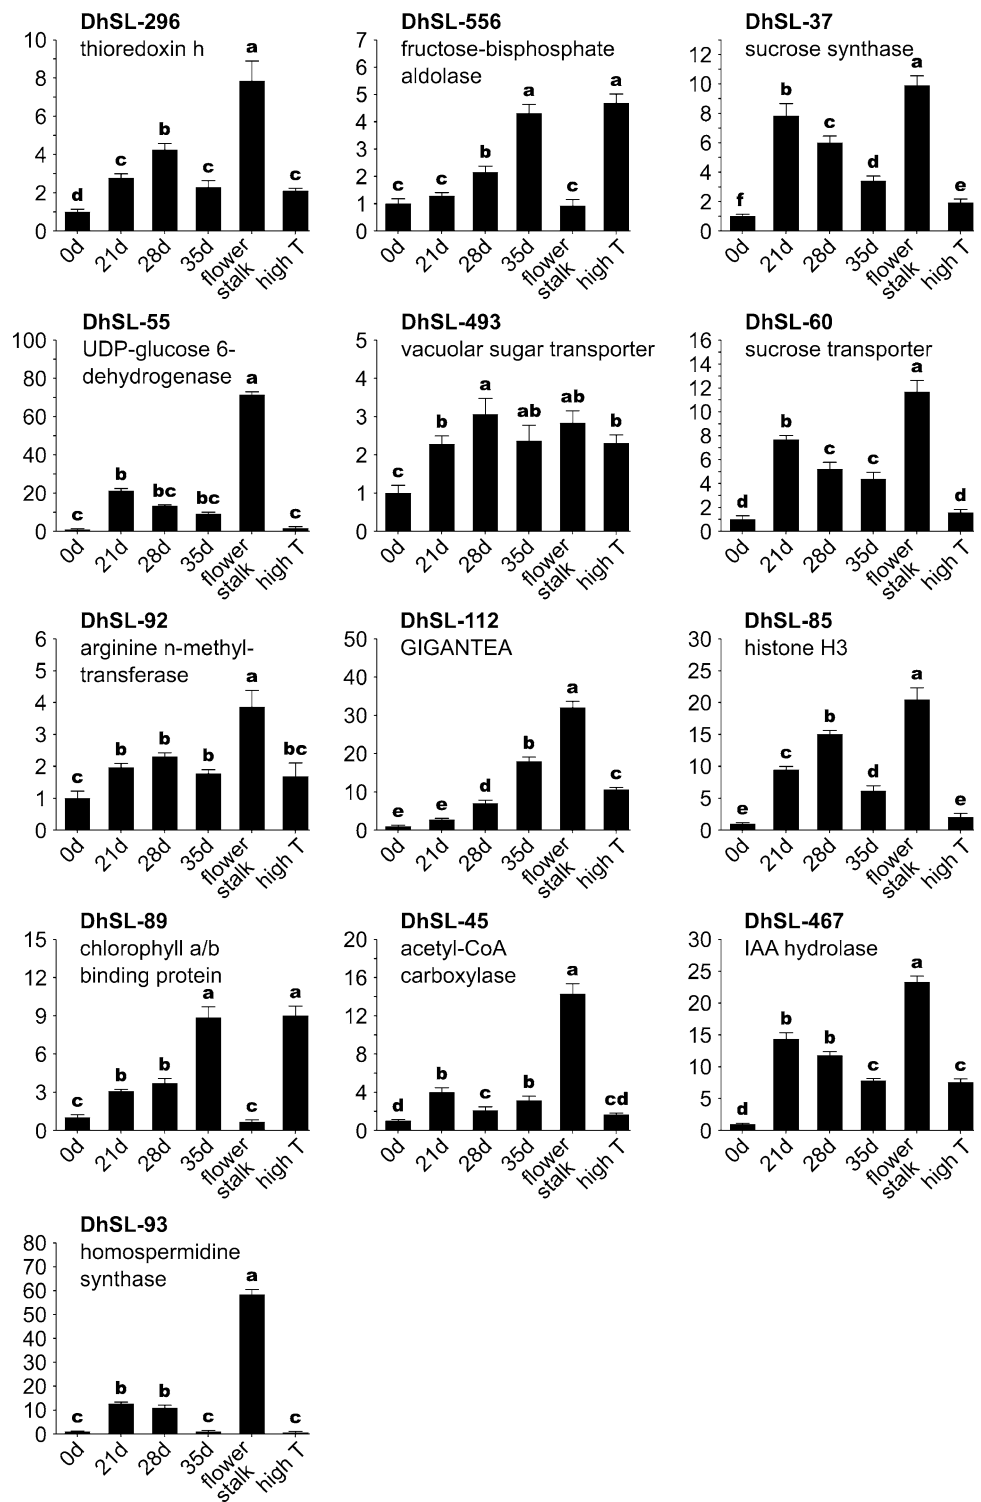 DhSL-296
thioredoxin h
10
8
6
4
2
0
d
c
b
c
a
c
0d
21d
28d
35d
flower
stalk
high T
DhSL-556
fructose-bisphosphate
aldolase
7
6
5
4
3
2
1
0
c
c
b
a
c
a
0d
21d
28d
35d
flower
stalk
high T
DhSL-37
sucrose synthase
12
10
8
6
4
2
0
f
b
c
d
a
e
0d
21d
28d
35d
flower
stalk
high T
DhSL-55
UDP-glucose 6-
dehydrogenase
100
80
60
40
20
0
c
b
bc
bc
a
c
0d
21d
28d
35d
flower
stalk
high T
DhSL-493
vacuolar sugar transporter
5
4
3
2
1
0
c
b
a
ab
ab
b
0d
21d
28d
35d
flower
stalk
high T
DhSL-60
sucrose transporter
16
14
12
10
8
6
4
2
0
d
b
c
c
a
d
0d
21d
28d
35d
flower
stalk
high T
DhSL-92
arginine n-methyl-
transferase
6
5
4
3
2
1
0
c
b
b
b
a
bc
0d
21d
28d
35d
flower
stalk
high T
DhSL-112
GIGANTEA
50
40
30
20
10
0
e
e
d
b
a
c
0d
21d
28d
35d
flower
stalk
high T
DhSL-85
histone H3
30
25
20
15
10
5
0
e
c
b
d
a
e
0d
21d
28d
35d
flower
stalk
high T
DhSL-89
chlorophyll a/b
binding protein
15
12
9
6
3
0
c
b
b
a
c
a
0d
21d
28d
35d
flower
stalk
high T
DhSL-45
acetyl-CoA
carboxylase
20
16
12
8
4
0
d
b
c
b
a
cd
0d
21d
28d
35d
flower
stalk
high T
DhSL-467
IAA hydrolase
30
25
20
15
10
5
0
d
b
b
c
a
c
0d
21d
28d
35d
flower
stalk
high T
DhSL-93
homospermidine
synthase
80
70
60
50
40
30
20
10
0
c
b
b
c
a
c
0d
21d
28d
35d
flower
stalk
high T